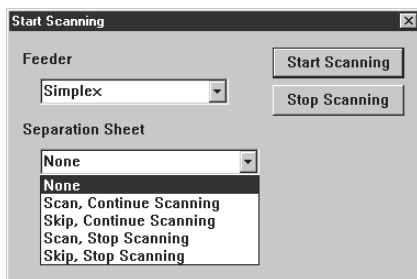 Start Scanning
Feeder
Simplex
Start Scanning
Stop Scanning
Separation Sheet
None
None
Scan, Continue Scanning
Skip, Continue Scanning
Scan, Stop Scanning
Skip, Stop Scanning